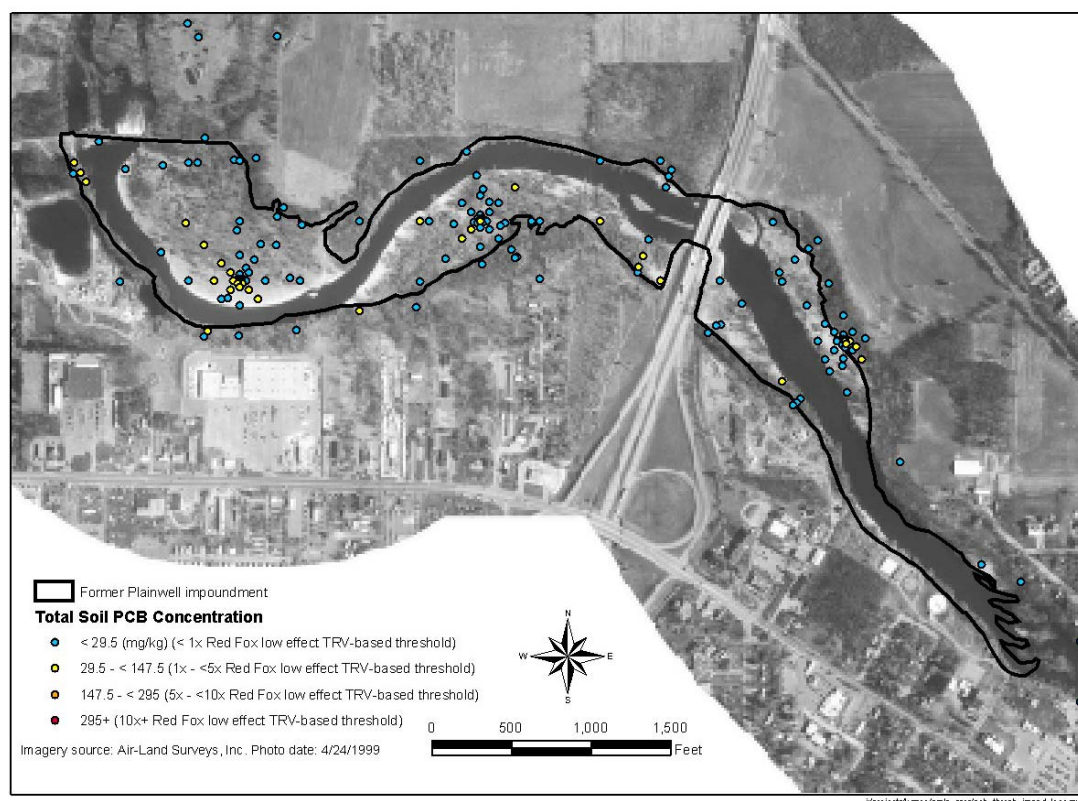 Former Plainwell impoundment
Total Soil PCB Concentration
< 29.5 (mg/kg) (< 1x Red Fox low effect TRV-based threshold)
29.5 - < 147.5 (1x - <5x Red Fox low effect TRV-based threshold)
147.5 - < 295 (5x - <10x Red Fox low effect TRV-based threshold)
295+ (10x+ Red Fox low effect TRV-based threshold)
Imagery source: Air-Land Surveys, Inc. Photo date: 4/24/1999
N
W E
S
0 500 1,000 1,500
Feet